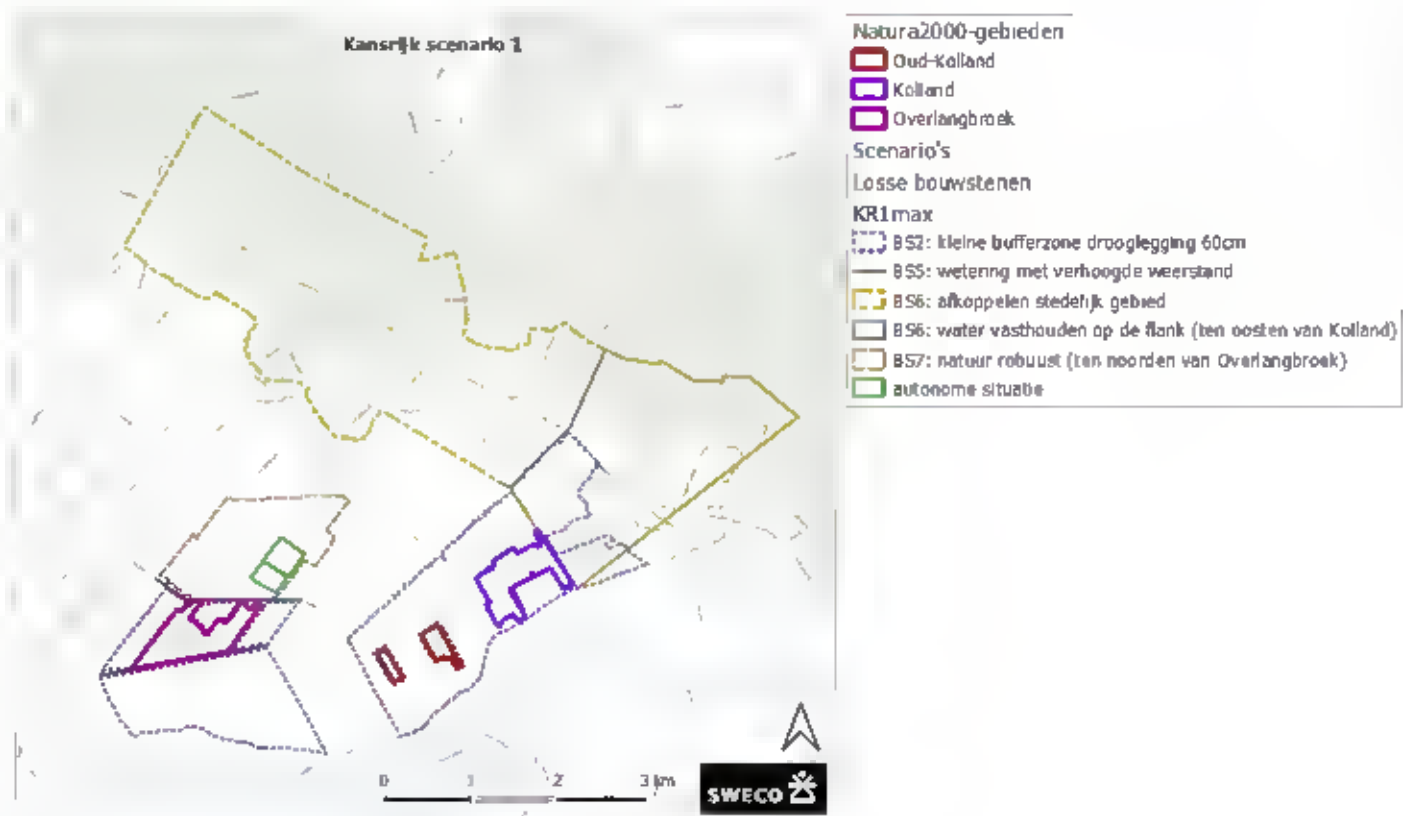 Kansrijk scenario 1
Natura2000-gebieden
Oud-Kolland
Kolland
Overlangbroek
Scenario's
Losse bouwstenen
KR1max
BS2: kleine bufferzone drooglegging 60cm
BS5: wetering met verhoogde weerstand
BS6: afkoppelen stedelijk gebied
BS6: water vasthouden op de flank (ten oosten van Kolland)
BS7: natuur robuust (ten noorden van Overlangbroek)
autonome situatie
0 1 2 3 km
SWECO